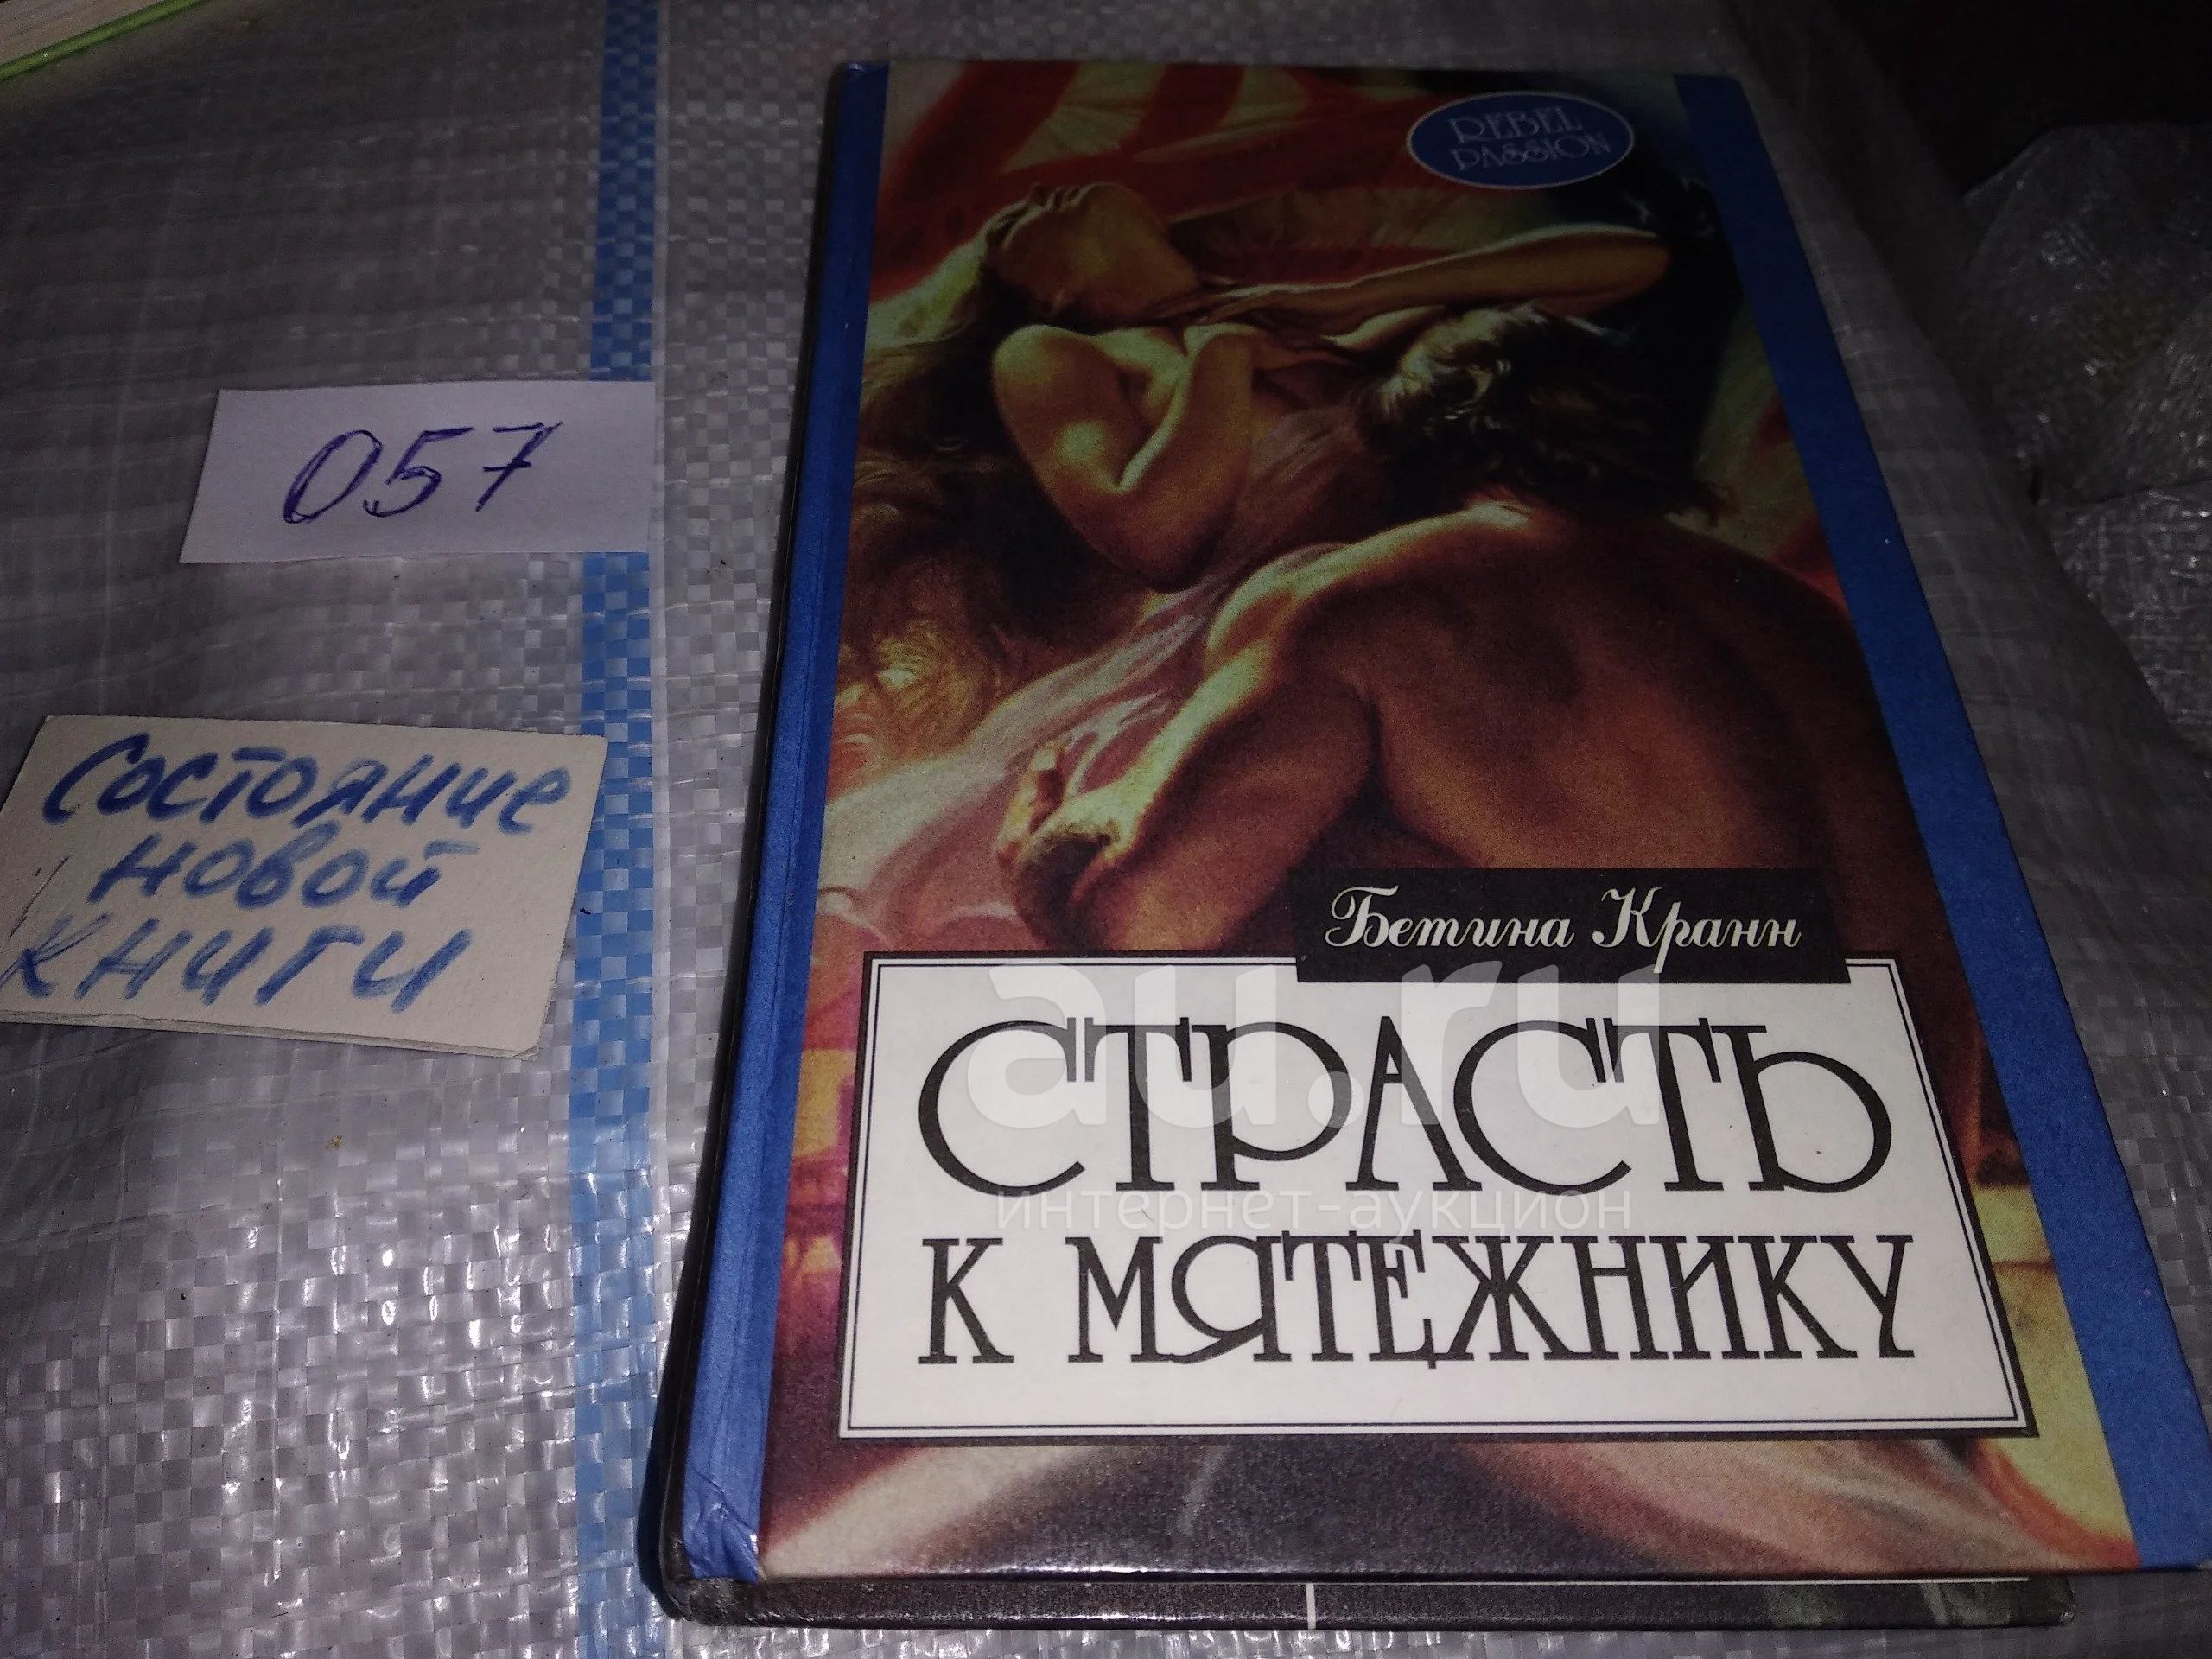 REBEL
PASSION
057
Состояние
новой
книги
Бетина Кранн
au.ru
СТРАСТЬ
интернет-аукцион
К МЯТЕЖНИКУ